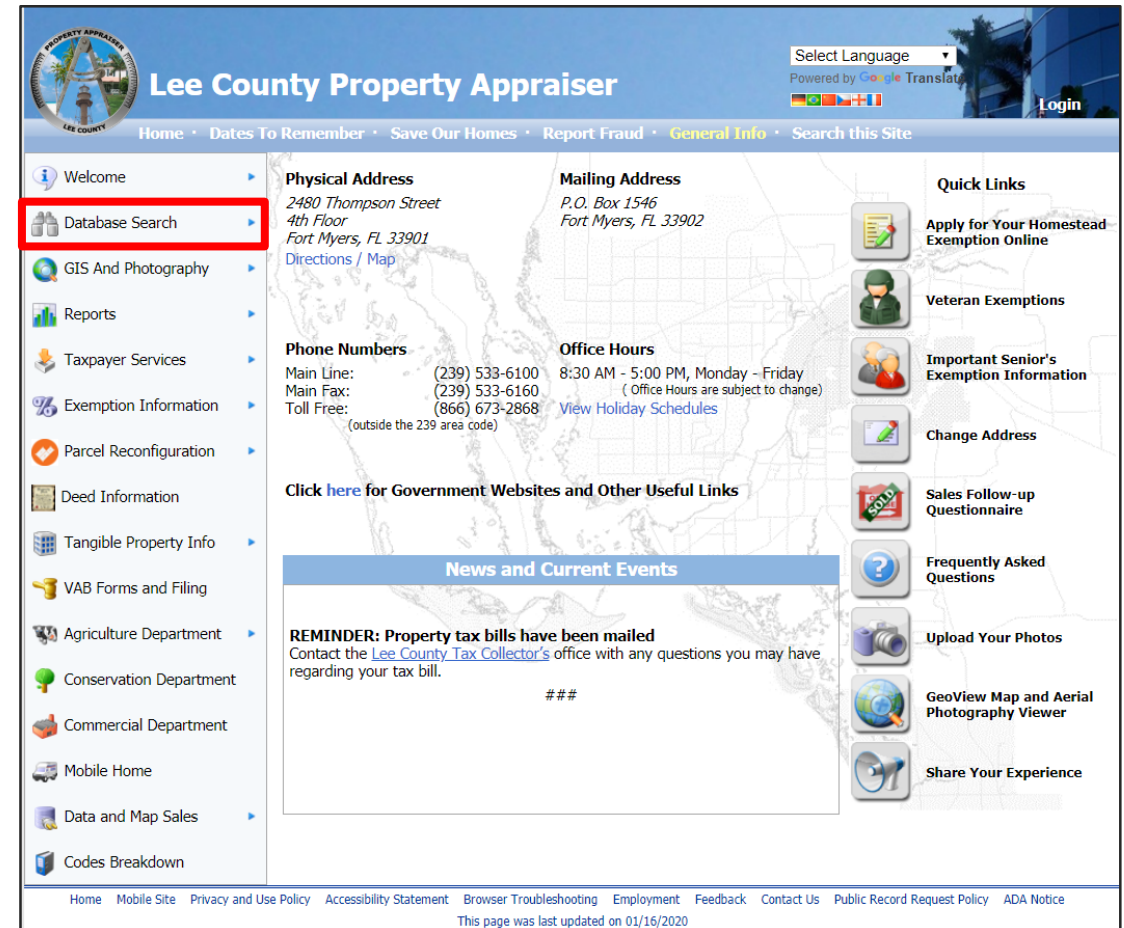 PROPERTY APPRAISER
LEE COUNTY
Lee County Property Appraiser
Select Language
Powered by Google Translate
Login
Home · Dates To Remember · Save Our Homes · Report Fraud · General Info · Search this Site
Welcome
Database Search
GIS And Photography
Reports
Taxpayer Services
Exemption Information
Parcel Reconfiguration
Deed Information
Tangible Property Info
VAB Forms and Filing
Agriculture Department
Conservation Department
Commercial Department
Mobile Home
Data and Map Sales
Codes Breakdown
Physical Address
2480 Thompson Street
4th Floor
Fort Myers, FL 33901
Directions / Map
Mailing Address
P.O. Box 1546
Fort Myers, FL 33902
Phone Numbers
Main Line: (239) 533-6100
Main Fax: (239) 533-6160
Toll Free: (866) 673-2868
(outside the 239 area code)
Office Hours
8:30 AM - 5:00 PM, Monday - Friday
( Office Hours are subject to change)
View Holiday Schedules
Click here for Government Websites and Other Useful Links
News and Current Events
REMINDER: Property tax bills have been mailed
Contact the Lee County Tax Collector's office with any questions you may have
regarding your tax bill.
###
Quick Links
Apply for Your Homestead
Exemption Online
Veteran Exemptions
Important Senior's
Exemption Information
Change Address
SOLD
Sales Follow-up
Questionnaire
Frequently Asked
Questions
Upload Your Photos
GeoView Map and Aerial
Photography Viewer
Share Your Experience
Home Mobile Site Privacy and Use Policy Accessibility Statement Browser Troubleshooting Employment Feedback Contact Us Public Record Request Policy ADA Notice
This page was last updated on 01/16/2020